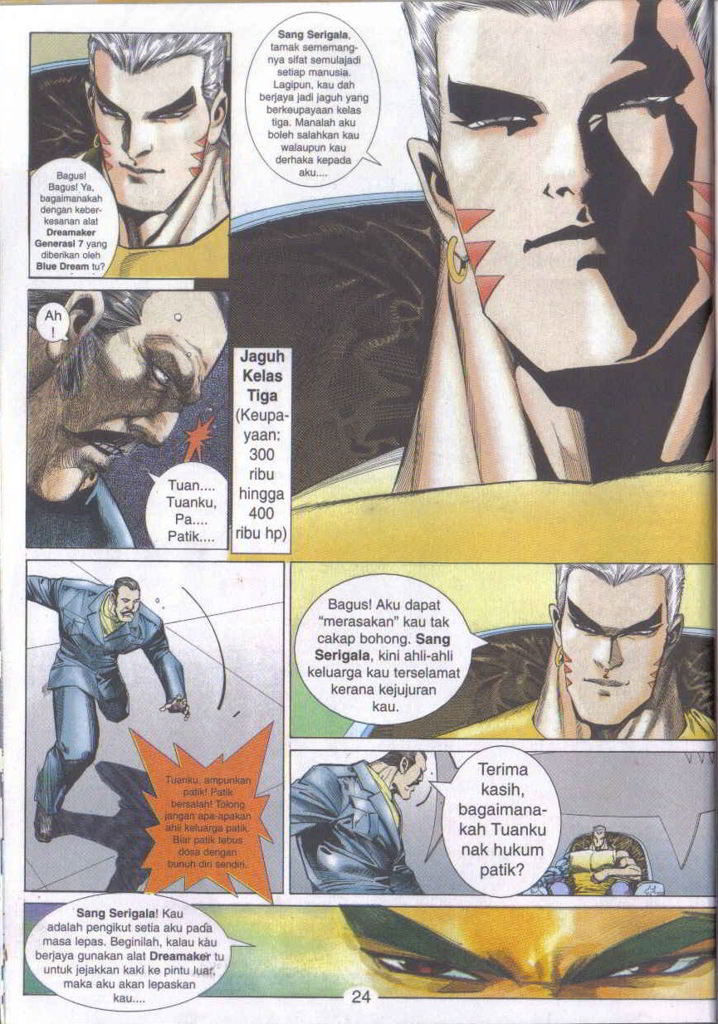 Bagus!
Bagus! Ya,
bagaimanakah
dengan keber-
kesanan alat
Dreamaker
Generasi 7 yang
diberikan oleh
Blue Dream tu?
Sang Serigala,
tamak sememang-
nya sifat semulajadi
setiap manusia.
Lagipun, kau dah
berjaya jadi jaguh yang
berkeupayaan kelas
tiga. Manalah aku
boleh salahkan kau
walaupun kau
derhaka kepada
aku....
Ah
!
Tuan....
Tuanku,
Pa....
Patik....
Jaguh
Kelas
Tiga
(Keupa-
yaan:
300
ribu
hingga
400
ribu hp)
Tuanku, ampunkan
patik! Patik
bersalah! Tolong
jangan apa-apakan
ahli keluarga patik.
Biar patik tebus
dosa dengan
bunuh diri sendiri.
Bagus! Aku dapat
"merasakan" kau tak
cakap bohong. Sang
Serigala, kini ahli-ahli
keluarga kau terselamat
kerana kejujuran
kau.
Terima
kasih,
bagaimana-
kah Tuanku
nak hukum
patik?
Sang Serigala! Kau
adalah pengikut setia aku pada
masa lepas. Beginilah, kalau kau
berjaya gunakan alat Dreamaker tu
untuk jejakkan kaki ke pintu luar,
maka aku akan lepaskan
kau....
24